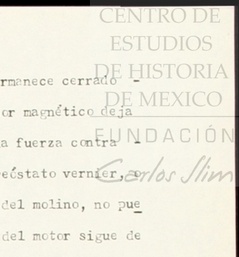 CENTRO DE
ESTUDIOS
DE HISTORIA
DE MEXICO
FUNDACIÓN
Carlos Slim
rmanece cerrado -
or magnético deja
a fuerza contra -
reóstato vernier, o
del molino, no pue
del motor sigue de